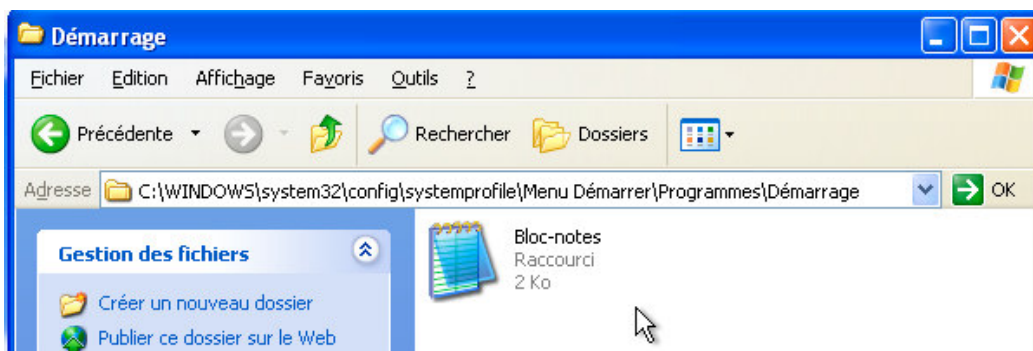 Démarrage
Fichier Edition Affichage Favoris Outils ?
Précédente Rechercher Dossiers
Adresse C:\WINDOWS\system32\config\systemprofile\Menu Démarrer\Programmes\Démarrage OK
Gestion des fichiers
Créer un nouveau dossier
Publier ce dossier sur le Web
Bloc-notes
Raccourci
2 Ko